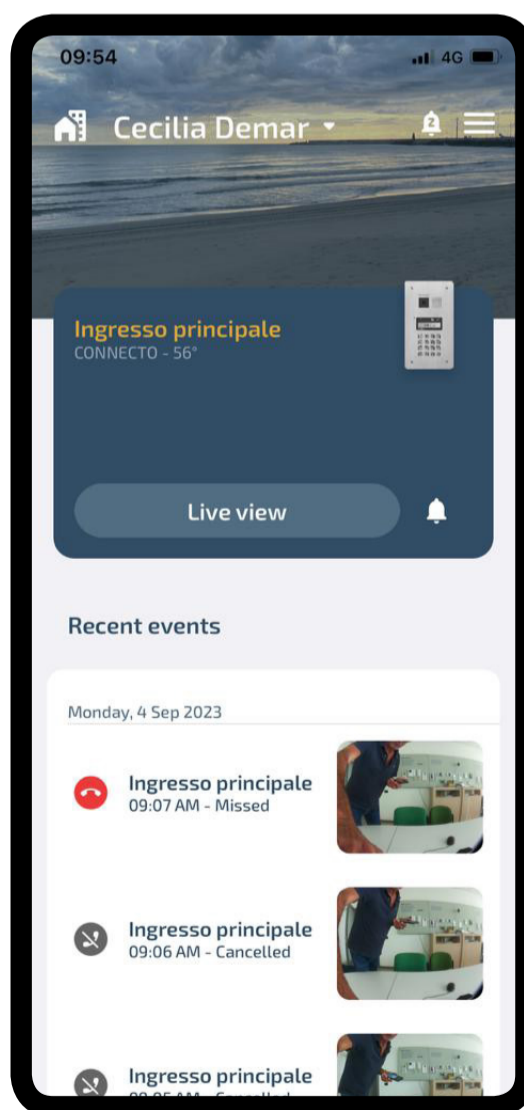 09:54
4G
Cecilia Demar
Ingresso principale
CONNECTO - 56°
Live view
Recent events
Monday, 4 Sep 2023
Ingresso principale
09:07 AM - Missed
Ingresso principale
09:06 AM - Cancelled
Ingresso principale